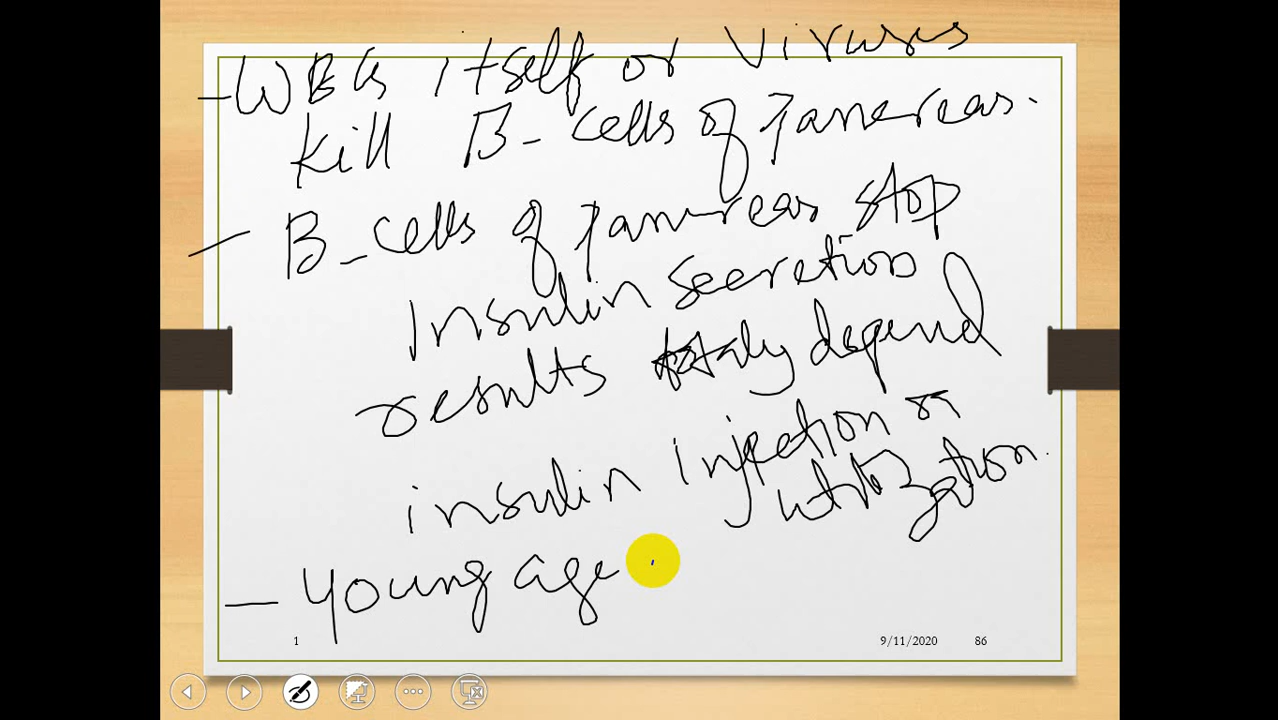 - WBCs itself or Viruses
Kill B-cells of Pancreas.
- B-cells of Pancreas stop
Insulin secretion
results totaly depend
insulin injection or
utilization.
- Young age
1
9/11/2020
86